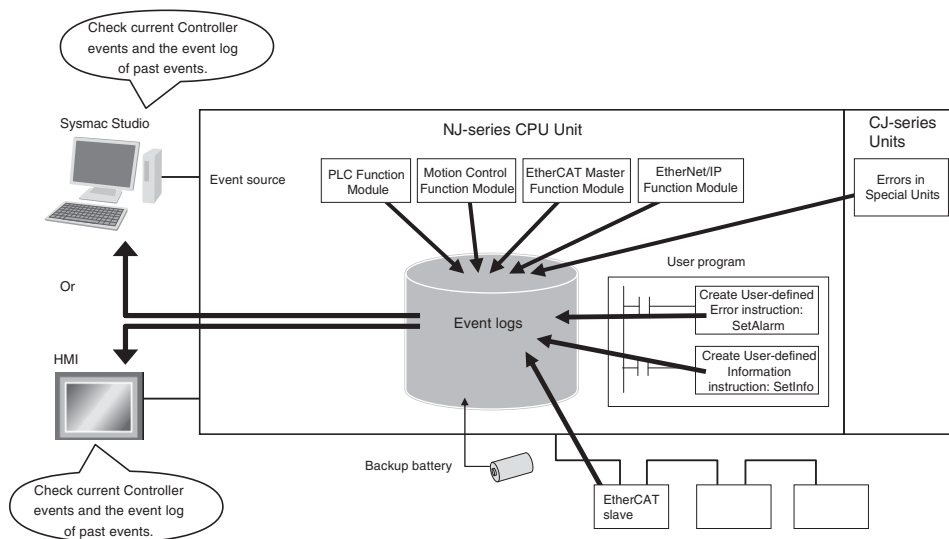 Check current Controller
events and the event log
of past events.
Sysmac Studio
NJ-series CPU Unit
CJ-series
Units
Event source
PLC Function
Module
Motion Control
Function Module
EtherCAT Master
Function Module
EtherNet/IP
Function Module
Errors in
Special Units
User program
Or
Event logs
Create User-defined
Error instruction:
SetAlarm
Create User-defined
Information
instruction: SetInfo
HMI
Backup battery
Check current Controller
events and the event log
of past events.
EtherCAT
slave